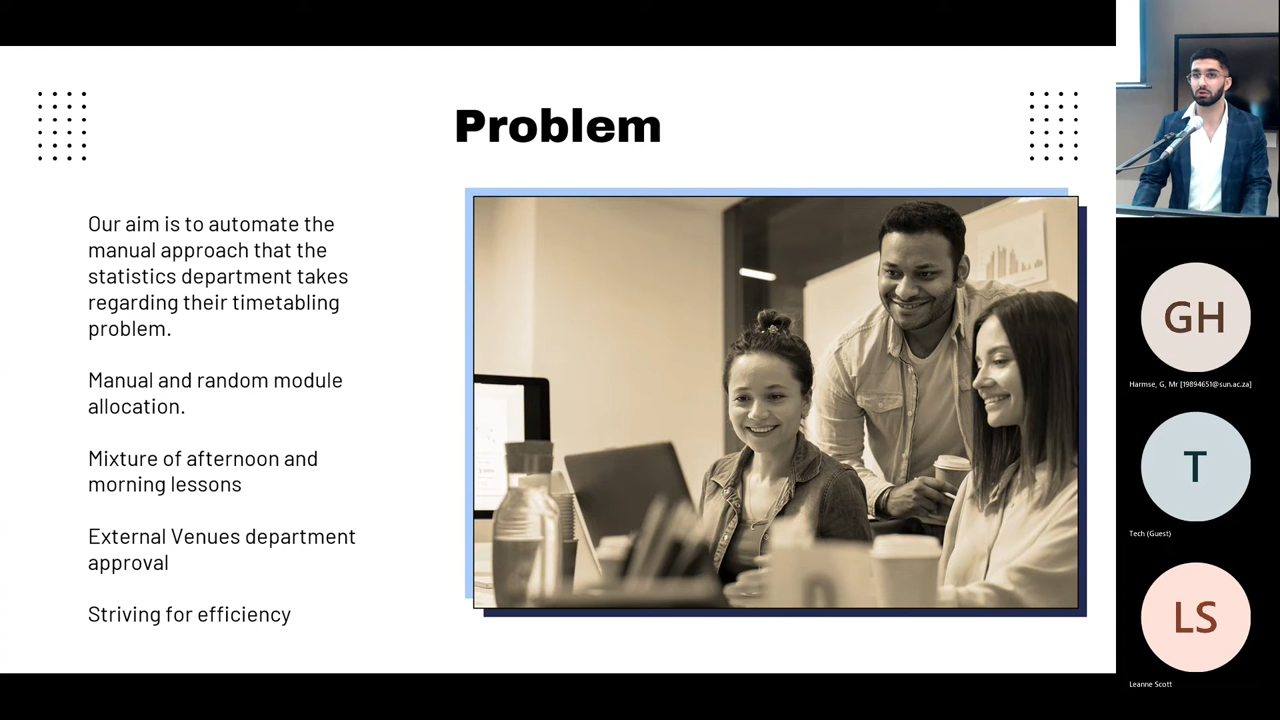 Problem
Our aim is to automate the
manual approach that the
statistics department takes
regarding their timetabling
problem.
Manual and random module
allocation.
Mixture of afternoon and
morning lessons
External Venues department
approval
Striving for efficiency
GH
Harmse, G, Mr [19894651@sun.ac.za]
T
Tech (Guest)
LS
Leanne Scott